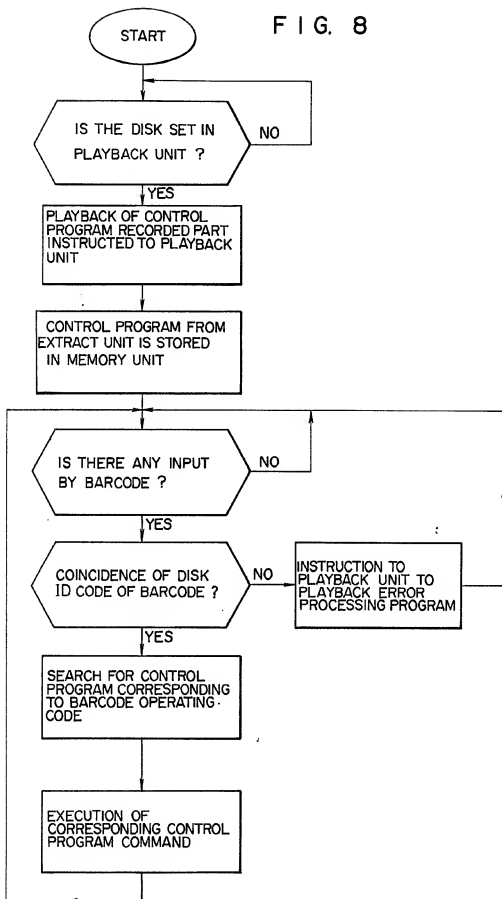 F I G. 8
START
IS THE DISK SET IN
PLAYBACK UNIT ?
NO
YES
PLAYBACK OF CONTROL
PROGRAM RECORDED PART
INSTRUCTED TO PLAYBACK
UNIT
CONTROL PROGRAM FROM
EXTRACT UNIT IS STORED
IN MEMORY UNIT
IS THERE ANY INPUT
BY BARCODE ?
NO
YES
COINCIDENCE OF DISK
ID CODE OF BARCODE ?
NO
INSTRUCTION TO
PLAYBACK UNIT TO
PLAYBACK ERROR
PROCESSING PROGRAM
YES
SEARCH FOR CONTROL
PROGRAM CORRESPONDING
TO BARCODE OPERATING
CODE
EXECUTION OF
CORRESPONDING CONTROL
PROGRAM COMMAND